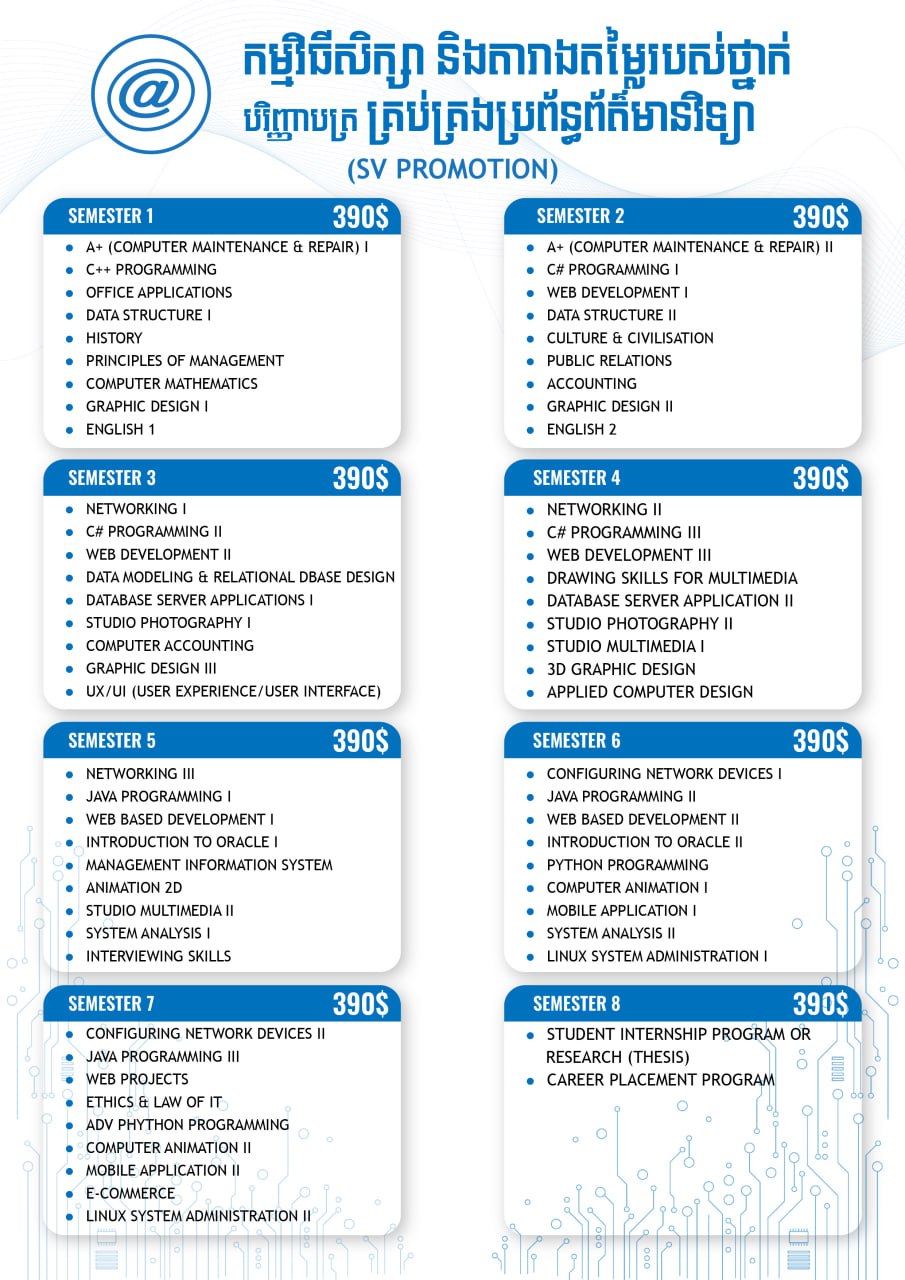 កម្មវិធីសិក្សា និងតារាងតម្លៃរបស់ថ្នាក់
បរិញ្ញាបត្រ គ្រប់គ្រងប្រព័ន្ធព័ត៌មានវិទ្យា
(SV PROMOTION)
SEMESTER 1 390$
A+ (COMPUTER MAINTENANCE & REPAIR) I
C++ PROGRAMMING
OFFICE APPLICATIONS
DATA STRUCTURE I
HISTORY
PRINCIPLES OF MANAGEMENT
COMPUTER MATHEMATICS
GRAPHIC DESIGN I
ENGLISH 1
SEMESTER 2 390$
A+ (COMPUTER MAINTENANCE & REPAIR) II
C# PROGRAMMING I
WEB DEVELOPMENT I
DATA STRUCTURE II
CULTURE & CIVILISATION
PUBLIC RELATIONS
ACCOUNTING
GRAPHIC DESIGN II
ENGLISH 2
SEMESTER 3 390$
NETWORKING I
C# PROGRAMMING II
WEB DEVELOPMENT II
DATA MODELING & RELATIONAL DBASE DESIGN
DATABASE SERVER APPLICATIONS I
STUDIO PHOTOGRAPHY I
COMPUTER ACCOUNTING
GRAPHIC DESIGN III
UX/UI (USER EXPERIENCE/USER INTERFACE)
SEMESTER 4 390$
NETWORKING II
C# PROGRAMMING III
WEB DEVELOPMENT III
DRAWING SKILLS FOR MULTIMEDIA
DATABASE SERVER APPLICATION II
STUDIO PHOTOGRAPHY II
STUDIO MULTIMEDIA I
3D GRAPHIC DESIGN
APPLIED COMPUTER DESIGN
SEMESTER 5 390$
NETWORKING III
JAVA PROGRAMMING I
WEB BASED DEVELOPMENT I
INTRODUCTION TO ORACLE I
MANAGEMENT INFORMATION SYSTEM
ANIMATION 2D
STUDIO MULTIMEDIA II
SYSTEM ANALYSIS I
INTERVIEWING SKILLS
SEMESTER 6 390$
CONFIGURING NETWORK DEVICES I
JAVA PROGRAMMING II
WEB BASED DEVELOPMENT II
INTRODUCTION TO ORACLE II
PYTHON PROGRAMMING
COMPUTER ANIMATION I
MOBILE APPLICATION I
SYSTEM ANALYSIS II
LINUX SYSTEM ADMINISTRATION I
SEMESTER 7 390$
CONFIGURING NETWORK DEVICES II
JAVA PROGRAMMING III
WEB PROJECTS
ETHICS & LAW OF IT
ADV PHYTHON PROGRAMMING
COMPUTER ANIMATION II
MOBILE APPLICATION II
E-COMMERCE
LINUX SYSTEM ADMINISTRATION II
SEMESTER 8 390$
STUDENT INTERNSHIP PROGRAM OR
RESEARCH (THESIS)
CAREER PLACEMENT PROGRAM